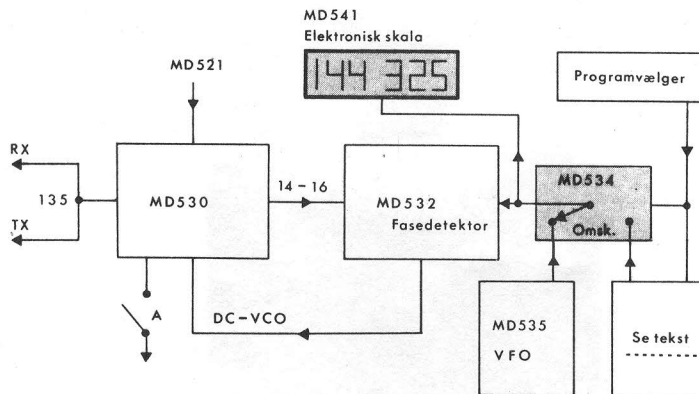 MD541
Elektronisk skala
144 325
MD521
Programvælger
RX
135
TX
MD530
14-16
MD532
Fasedetektor
MD534
Omsk.
A
DC-VCO
MD535
VFO
Se tekst